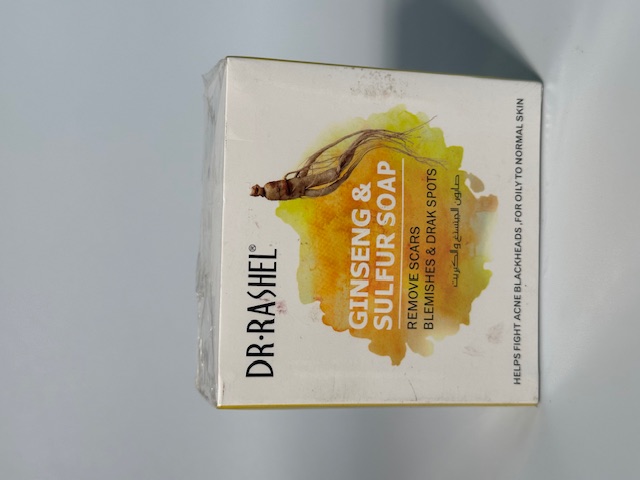 DR·RASHEL®
GINSENG &
SULFUR SOAP
REMOVE SCARS
BLEMISHES & DRAK SPOTS
صابون الجينسنغ والكبريت
HELPS FIGHT ACNE BLACKHEADS ,FOR OILY TO NORMAL SKIN